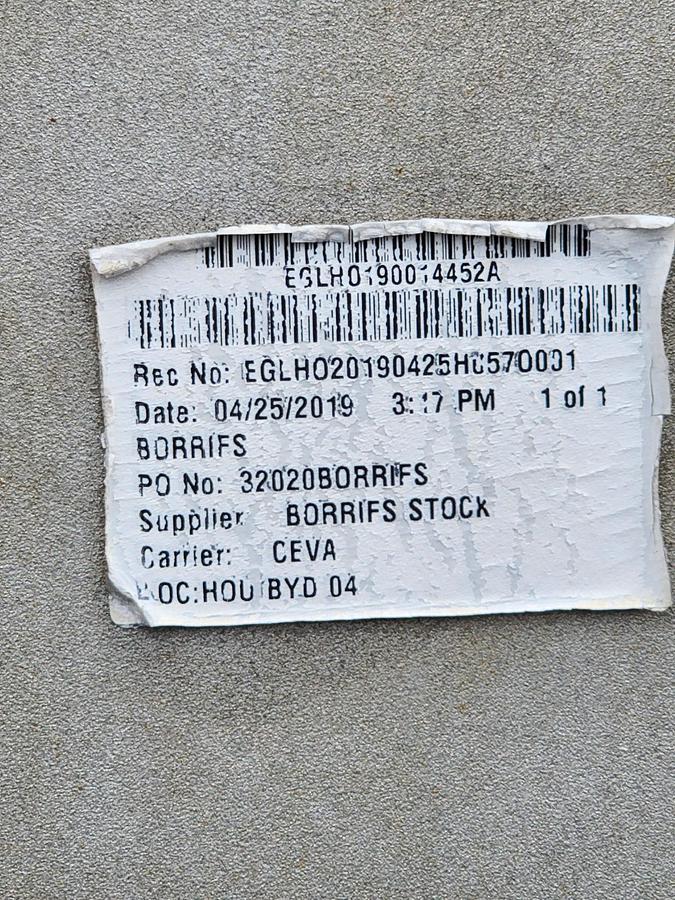 EGLHO190014452A
Rec No: EGLHO20190425H0570001
Date: 04/25/2019 3:17 PM 1 of 1
BORRIFS
PO No: 32020BORRIFS
Supplier BORRIFS STOCK
Carrier: CEVA
LOC:HOU BYD 04